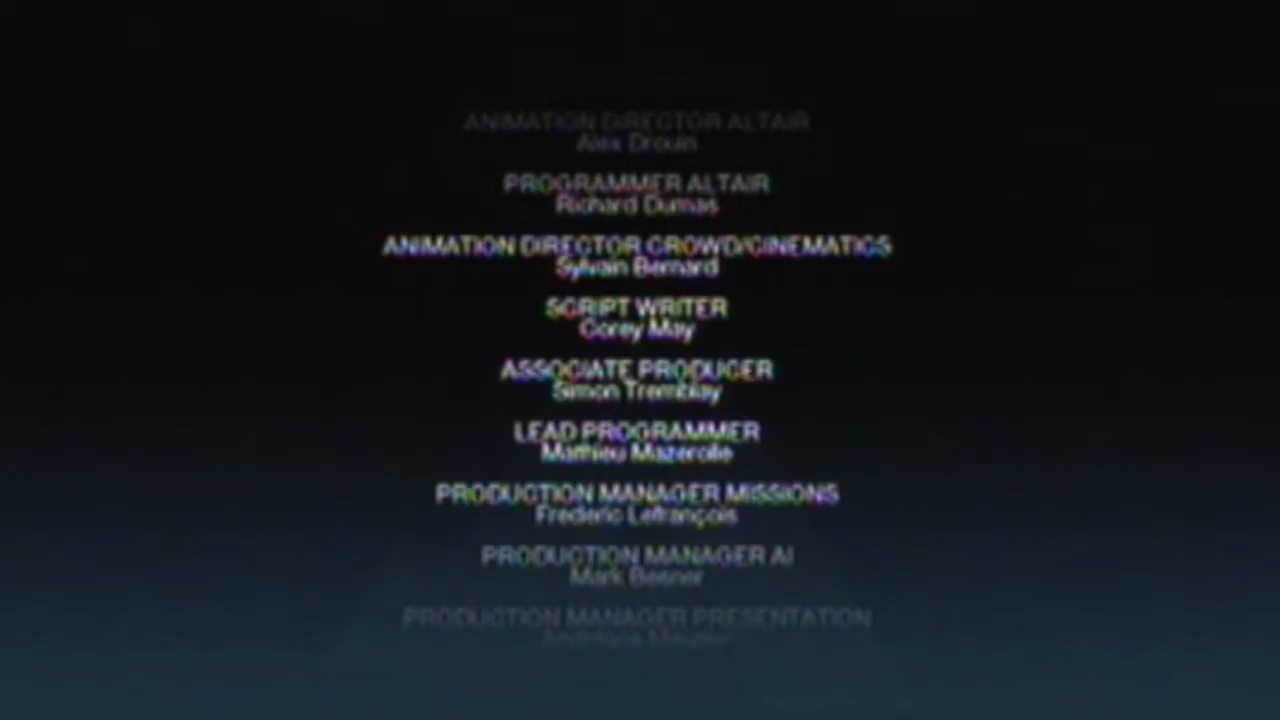 ANIMATION DIRECTOR ALTAIR
Alex Drouin
PROGRAMMER ALTAIR
Richard Dumas
ANIMATION DIRECTOR CROWD/CINEMATICS
Sylvain Bernard
SCRIPT WRITER
Corey May
ASSOCIATE PRODUCER
Simon Tremblay
LEAD PROGRAMMER
Mathieu Mazerolle
PRODUCTION MANAGER MISSIONS
Frederic Lefrançois
PRODUCTION MANAGER AI
Mark Besner
PRODUCTION MANAGER PRESENTATION